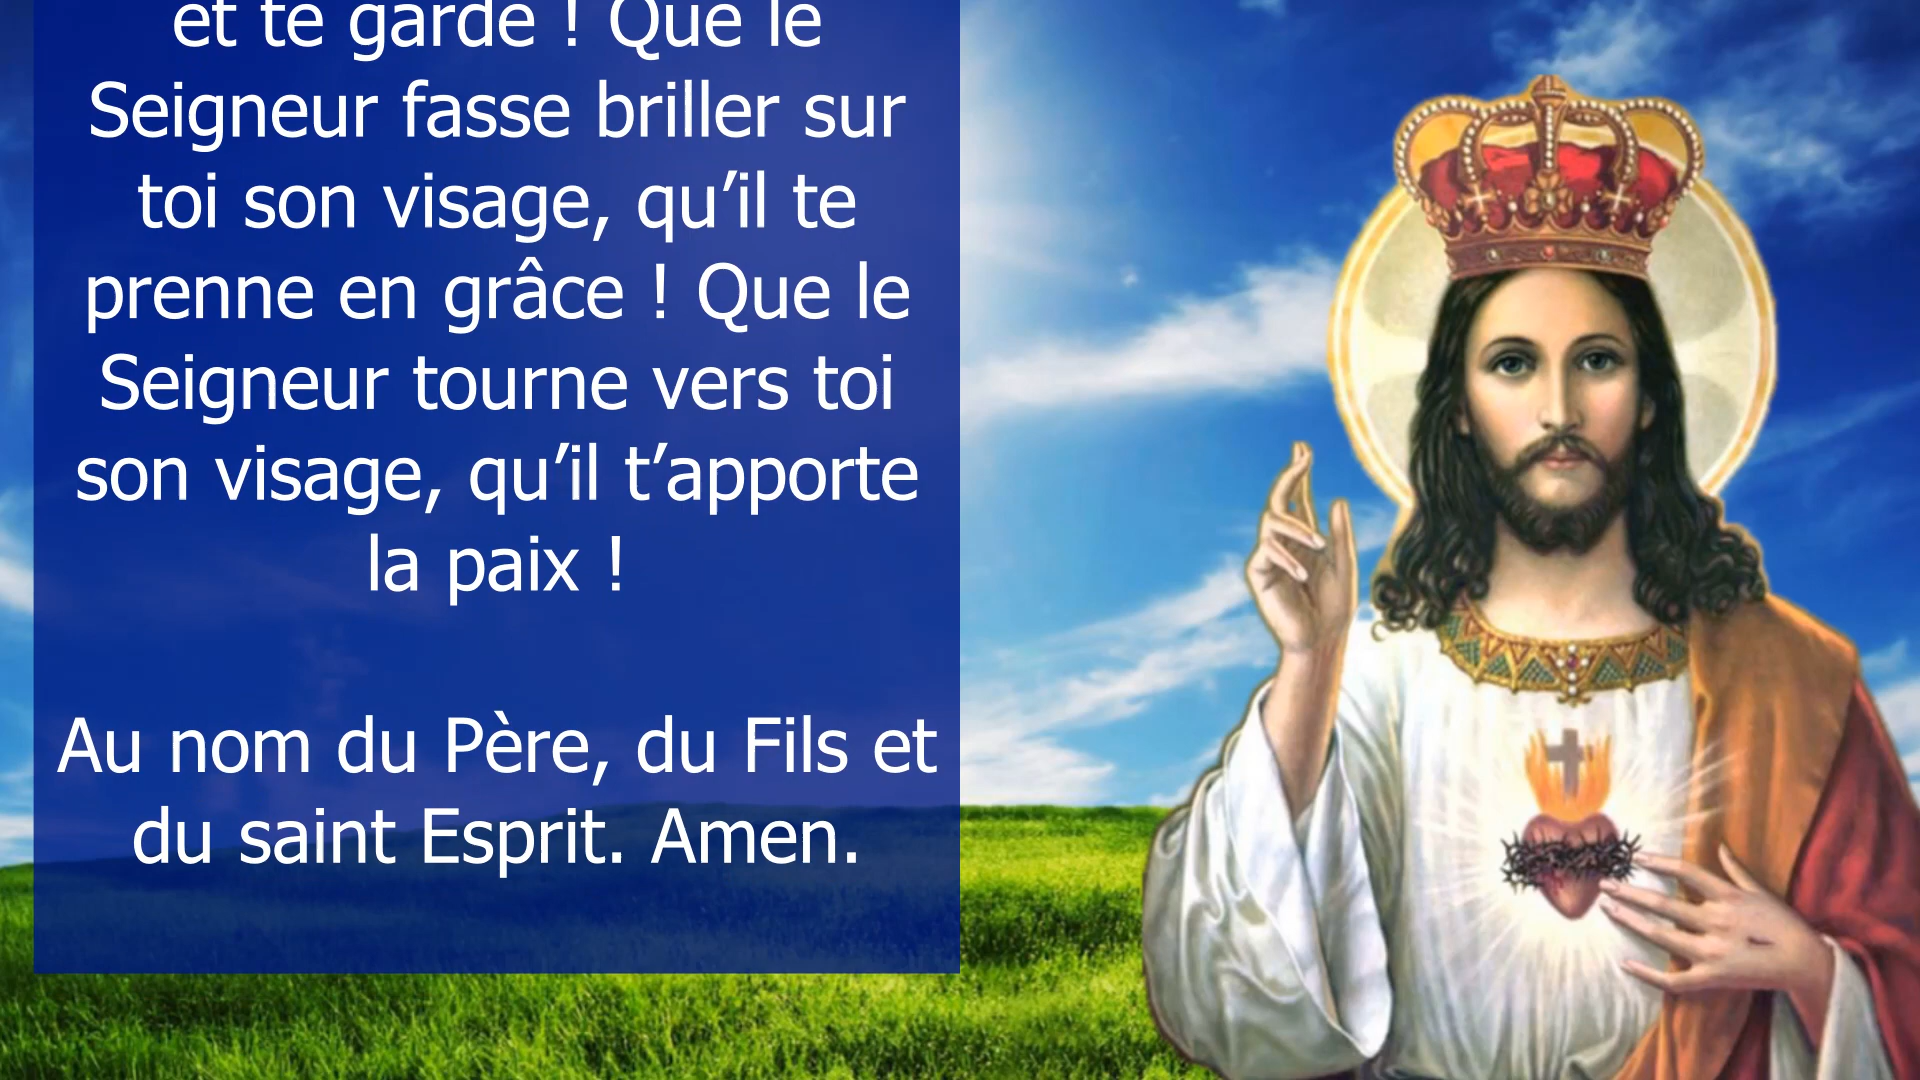 et te garde ! Que le
Seigneur fasse briller sur
toi son visage, qu’il te
prenne en grâce ! Que le
Seigneur tourne vers toi
son visage, qu’il t’apporte
la paix !
Au nom du Père, du Fils et
du saint Esprit. Amen.